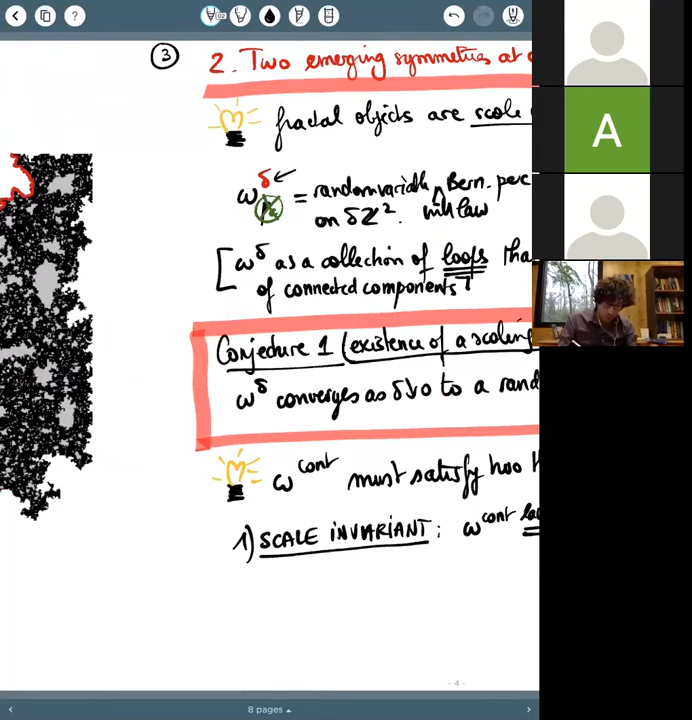 ③ 2. Two emerging symmetries at
fractal objects are scale
ω δ = random variable Bern. perc
on δℤ². with law
[ω^δ as a collection of loops tha
of connected components
Conjecture 1 (existence of a scaling
ω^δ converges as δ↓0 to a rand
ω^cont must satisfy
1) SCALE INVARIANT: ω^cont
A
- 4 -
8 pages